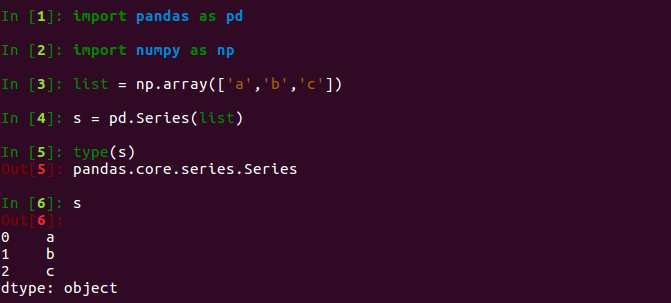 In [1]: import pandas as pd
In [2]: import numpy as np
In [3]: list = np.array(['a','b','c'])
In [4]: s = pd.Series(list)
In [5]: type(s)
Out[5]: pandas.core.series.Series
In [6]: s
Out[6]:
0    a
1    b
2    c
dtype: object